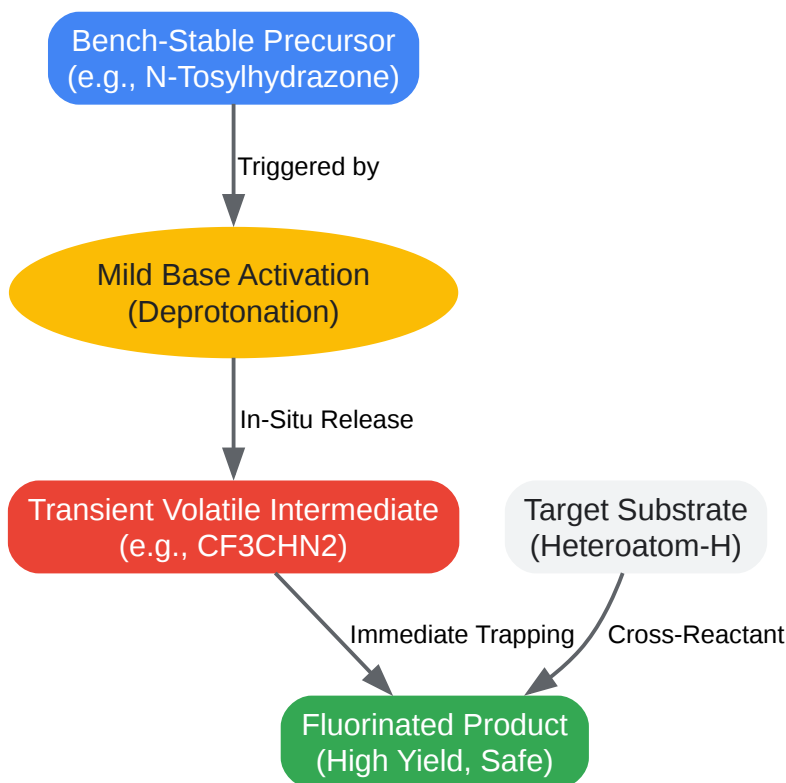 Bench-Stable Precursor
(e.g., N-Tosylhydrazone)
Triggered by
Mild Base Activation
(Deprotonation)
In-Situ Release
Transient Volatile Intermediate
(e.g., CF3CHN2)
Target Substrate
(Heteroatom-H)
Immediate Trapping
Cross-Reactant
Fluorinated Product
(High Yield, Safe)